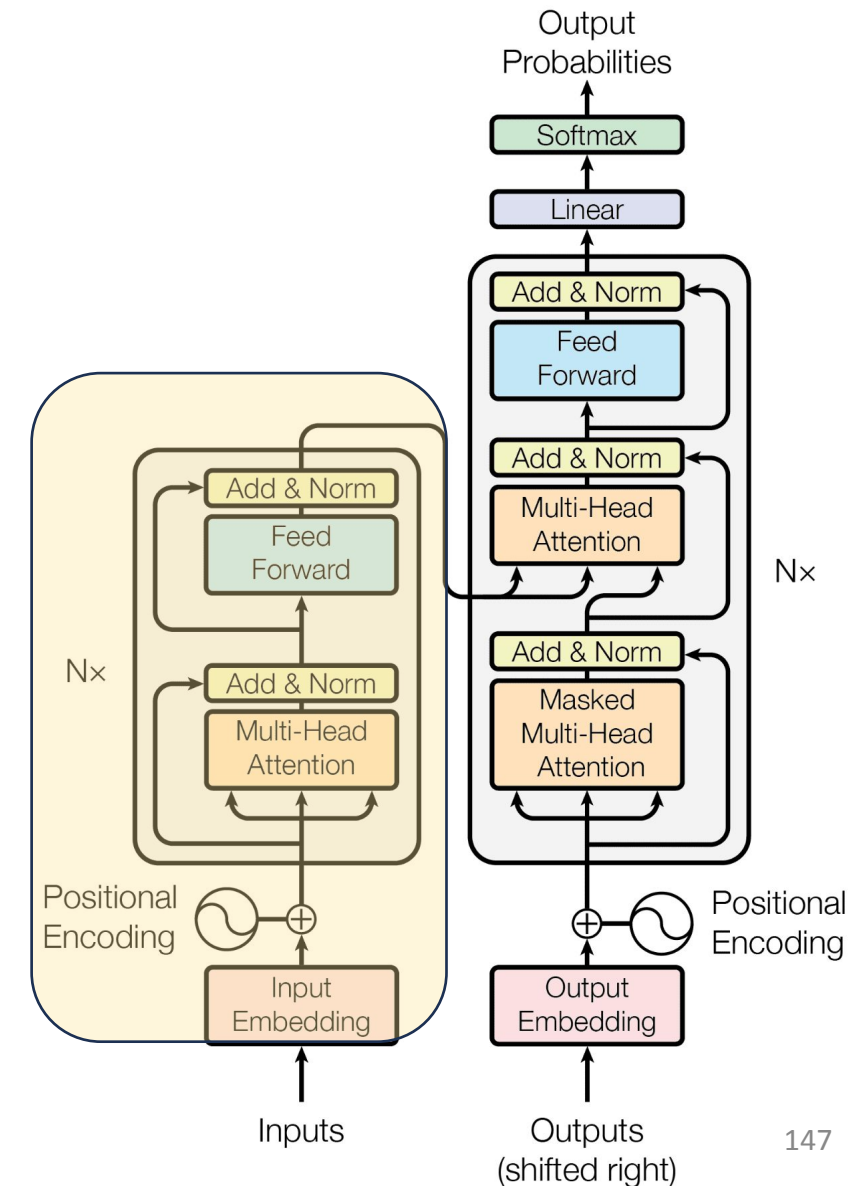 Output
Probabilities
Softmax
Linear
Add & Norm
Feed
Forward
Add & Norm
Multi-Head
Attention
Add & Norm
Masked
Multi-Head
Attention
N×
Positional
Encoding
Output
Embedding
Outputs
(shifted right)
Add & Norm
Feed
Forward
Add & Norm
Multi-Head
Attention
N×
Positional
Encoding
Input
Embedding
Inputs
147